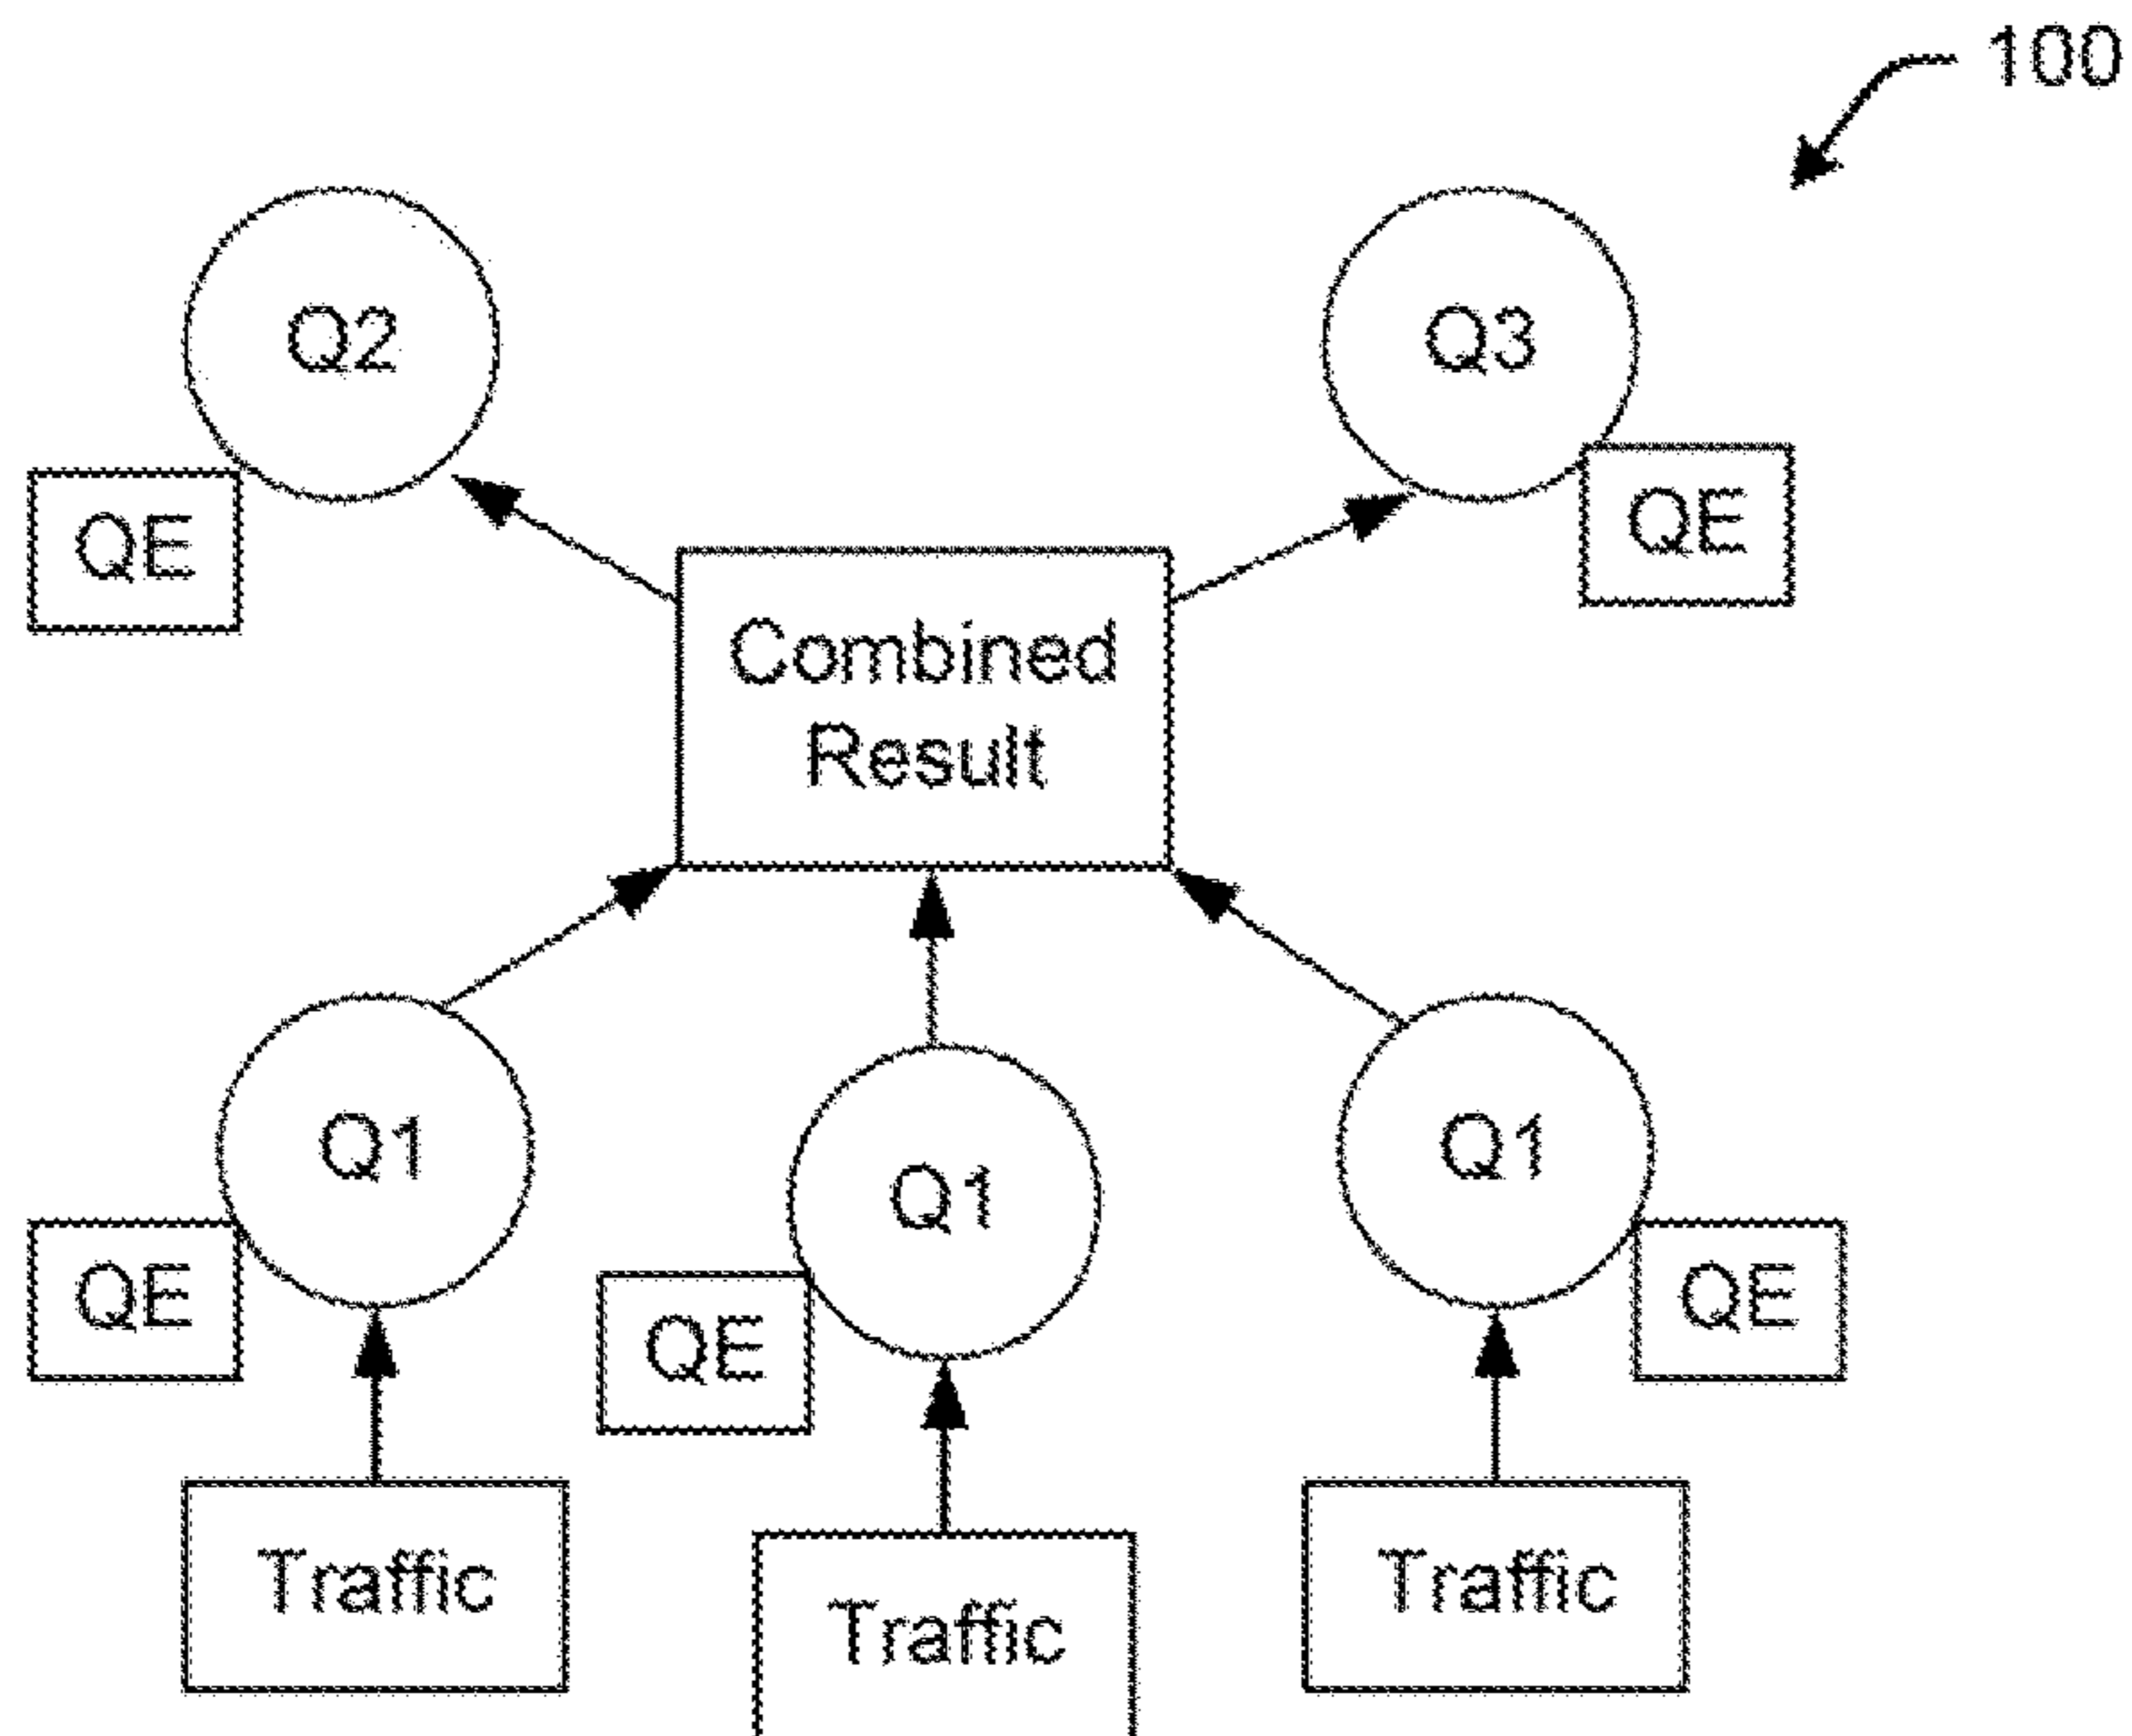 100
Q2
Q3
QE
QE
Combined
Result
Q1
Q1
Q1
QE
QE
QE
Traffic
Traffic
Traffic